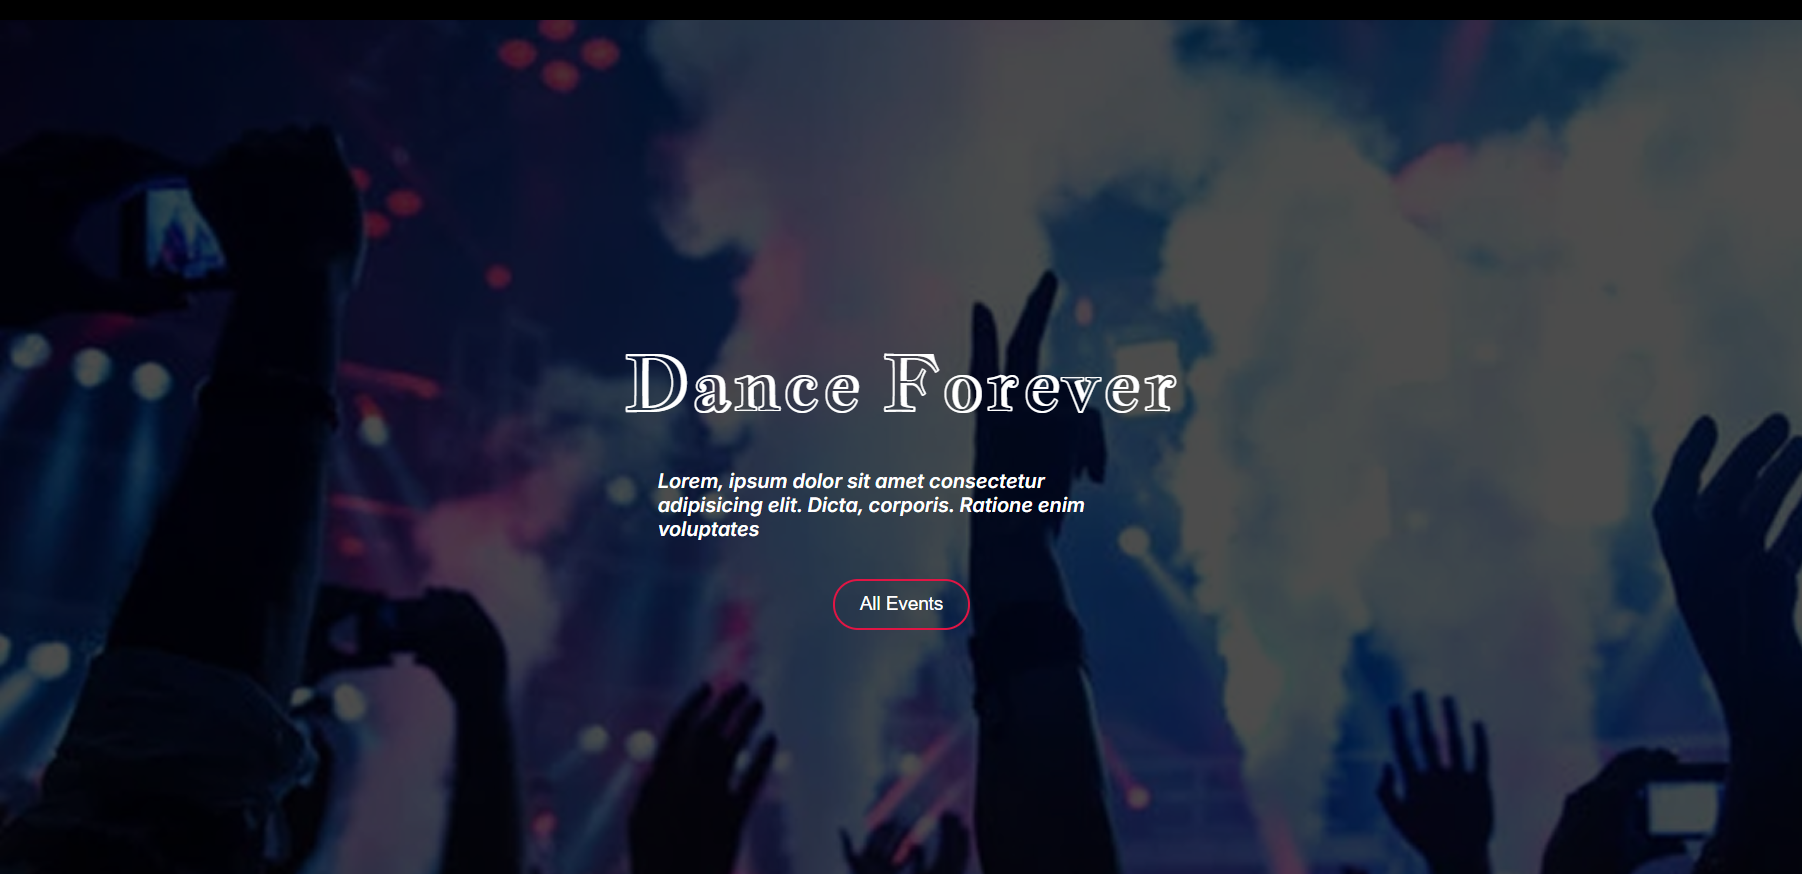 Dance Forever
Lorem, ipsum dolor sit amet consectetur
adipisicing elit. Dicta, corporis. Ratione enim
voluptates
All Events